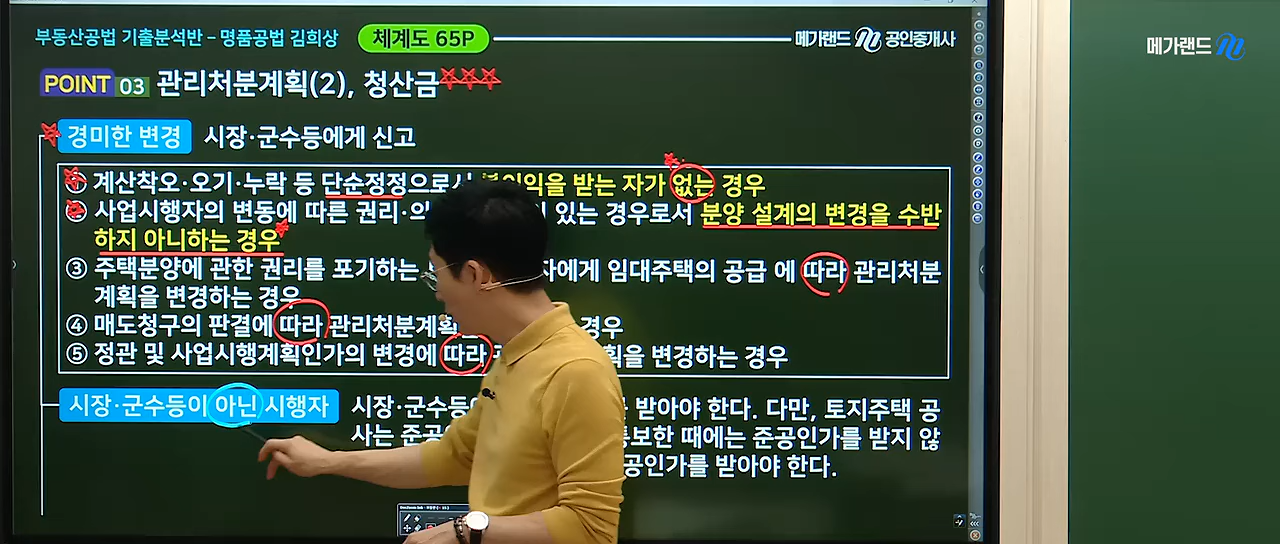 부동산공법 기출분석반 – 명품공법 김희상
체계도 65P
메가랜드 공인중개사
메가랜드
POINT 03 관리처분계획(2), 청산금
경미한 변경 시장·군수등에게 신고
① 계산착오·오기·누락 등 단순정정으로서 불이익을 받는 자가 없는 경우
② 사업시행자의 변동에 따른 권리·의 있는 경우로서 분양 설계의 변경을 수반
하지 아니하는 경우
③ 주택분양에 관한 권리를 포기하는 자에게 임대주택의 공급 에 따라 관리처분
계획을 변경하는 경우
④ 매도청구의 판결에 따라 관리처분계획 경우
⑤ 정관 및 사업시행계획인가의 변경에 따라 획을 변경하는 경우
시장·군수등이 아닌 시행자 시장·군수등 받아야 한다. 다만, 토지주택 공
사는 준공 통보한 때에는 준공인가를 받지 않
공인가를 받아야 한다.